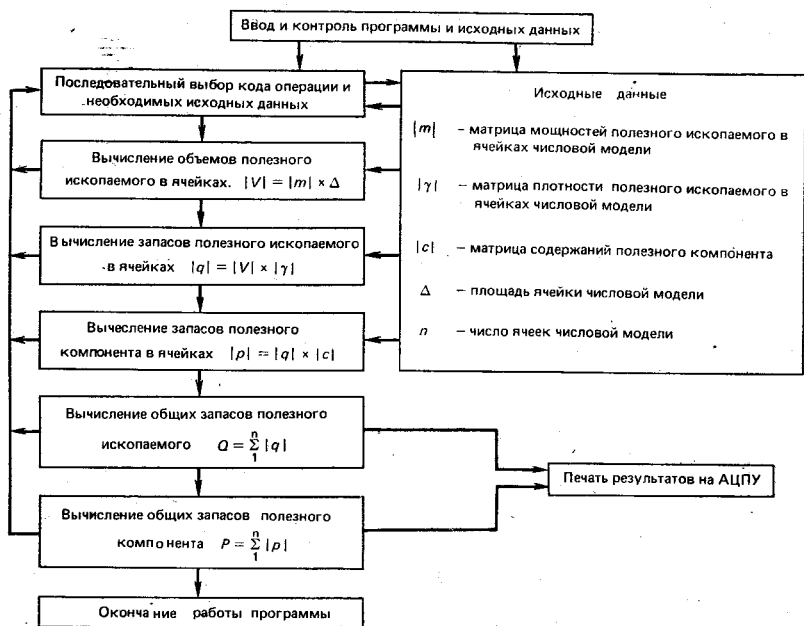 Ввод и контроль программы и исходных данных
Последовательный выбор кода операции и
необходимых исходных данных
Вычисление объемов полезного
ископаемого в ячейках. |V| = |m| × Δ
Вычисление запасов полезного ископаемого
в ячейках |q| = |V| × |γ|
Вычесление запасов полезного
компонента в ячейках |p| = |q| × |c|
Вычисление общих запасов полезного
ископаемого Q = n Σ 1 |q|
Вычисление общих запасов полезного
компонента P = n Σ 1 |p|
Окончание работы программы
Исходные данные
|m| – матрица мощностей полезного ископаемого в
ячейках числовой модели
|γ| – матрица плотности полезного ископаемого в
ячейках числовой модели
|c| – матрица содержаний полезного компонента
Δ – площадь ячейки числовой модели
n – число ячеек числовой модели
Печать результатов на АЦПУ